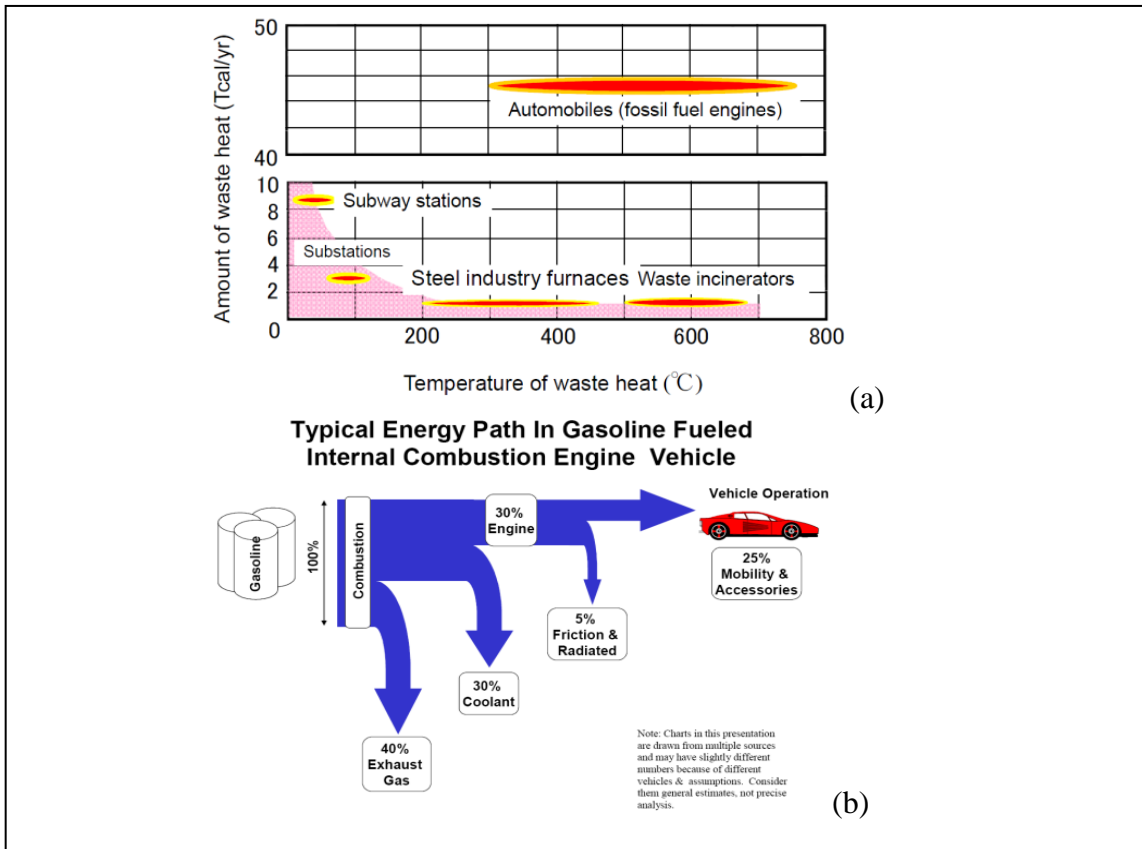 50
40
Amount of waste heat (Tcal/yr)
Automobiles (fossil fuel engines)
10
8
6
4
2
0
Subway stations
Substations
Steel industry furnaces
Waste incinerators
200
400
600
800
Temperature of waste heat (℃)
(a)
Typical Energy Path In Gasoline Fueled
Internal Combustion Engine Vehicle
Gasoline
100%
Combustion
30%
Engine
Vehicle Operation
25%
Mobility &
Accessories
5%
Friction &
Radiated
30%
Coolant
40%
Exhaust
Gas
Note: Charts in this presentation
are drawn from multiple sources
and may have slightly different
numbers because of different
vehicles & assumptions. Consider
them general estimates, not precise
analysis.
(b)